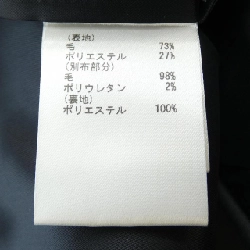 (表地)
毛 73%
ポリエステル 27%
(別布部分)
毛 98%
ポリウレタン 2%
(裏地)
ポリエステル 100%